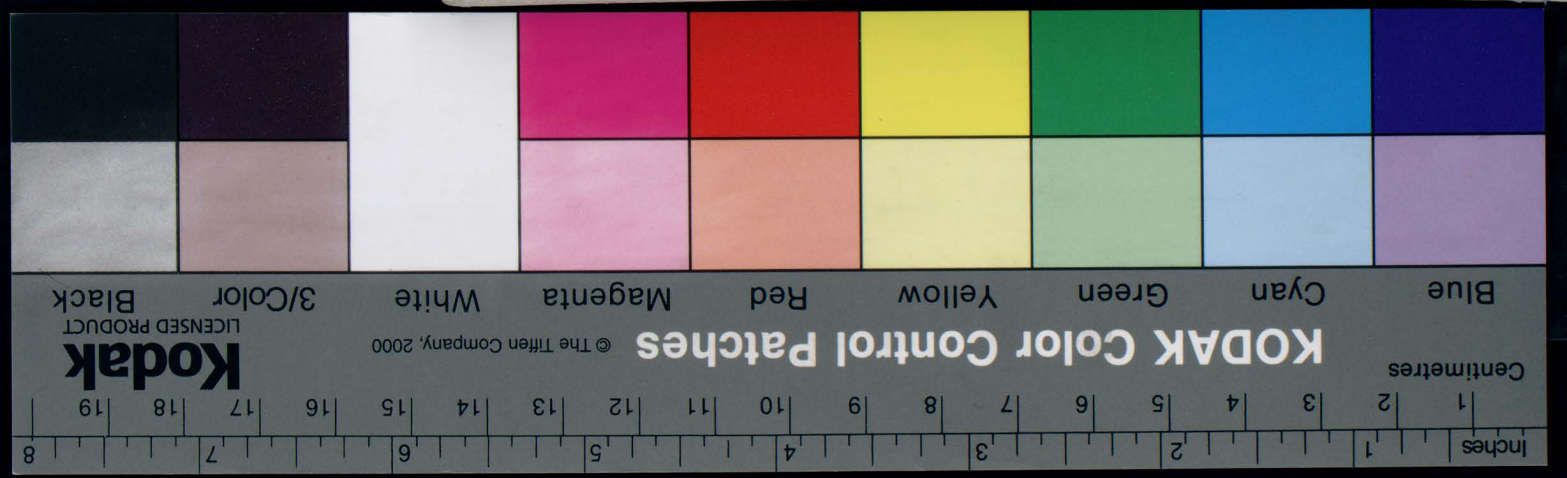 Inches 1 2 3 4 5 6 7 8
1 2 3 4 5 6 7 8 9 10 11 12 13 14 15 16 17 18 19
Centimetres
KODAK Color Control Patches
© The Tiffen Company, 2000
Kodak
LICENSED PRODUCT
Blue Cyan Green Yellow Red Magenta White 3/Color Black